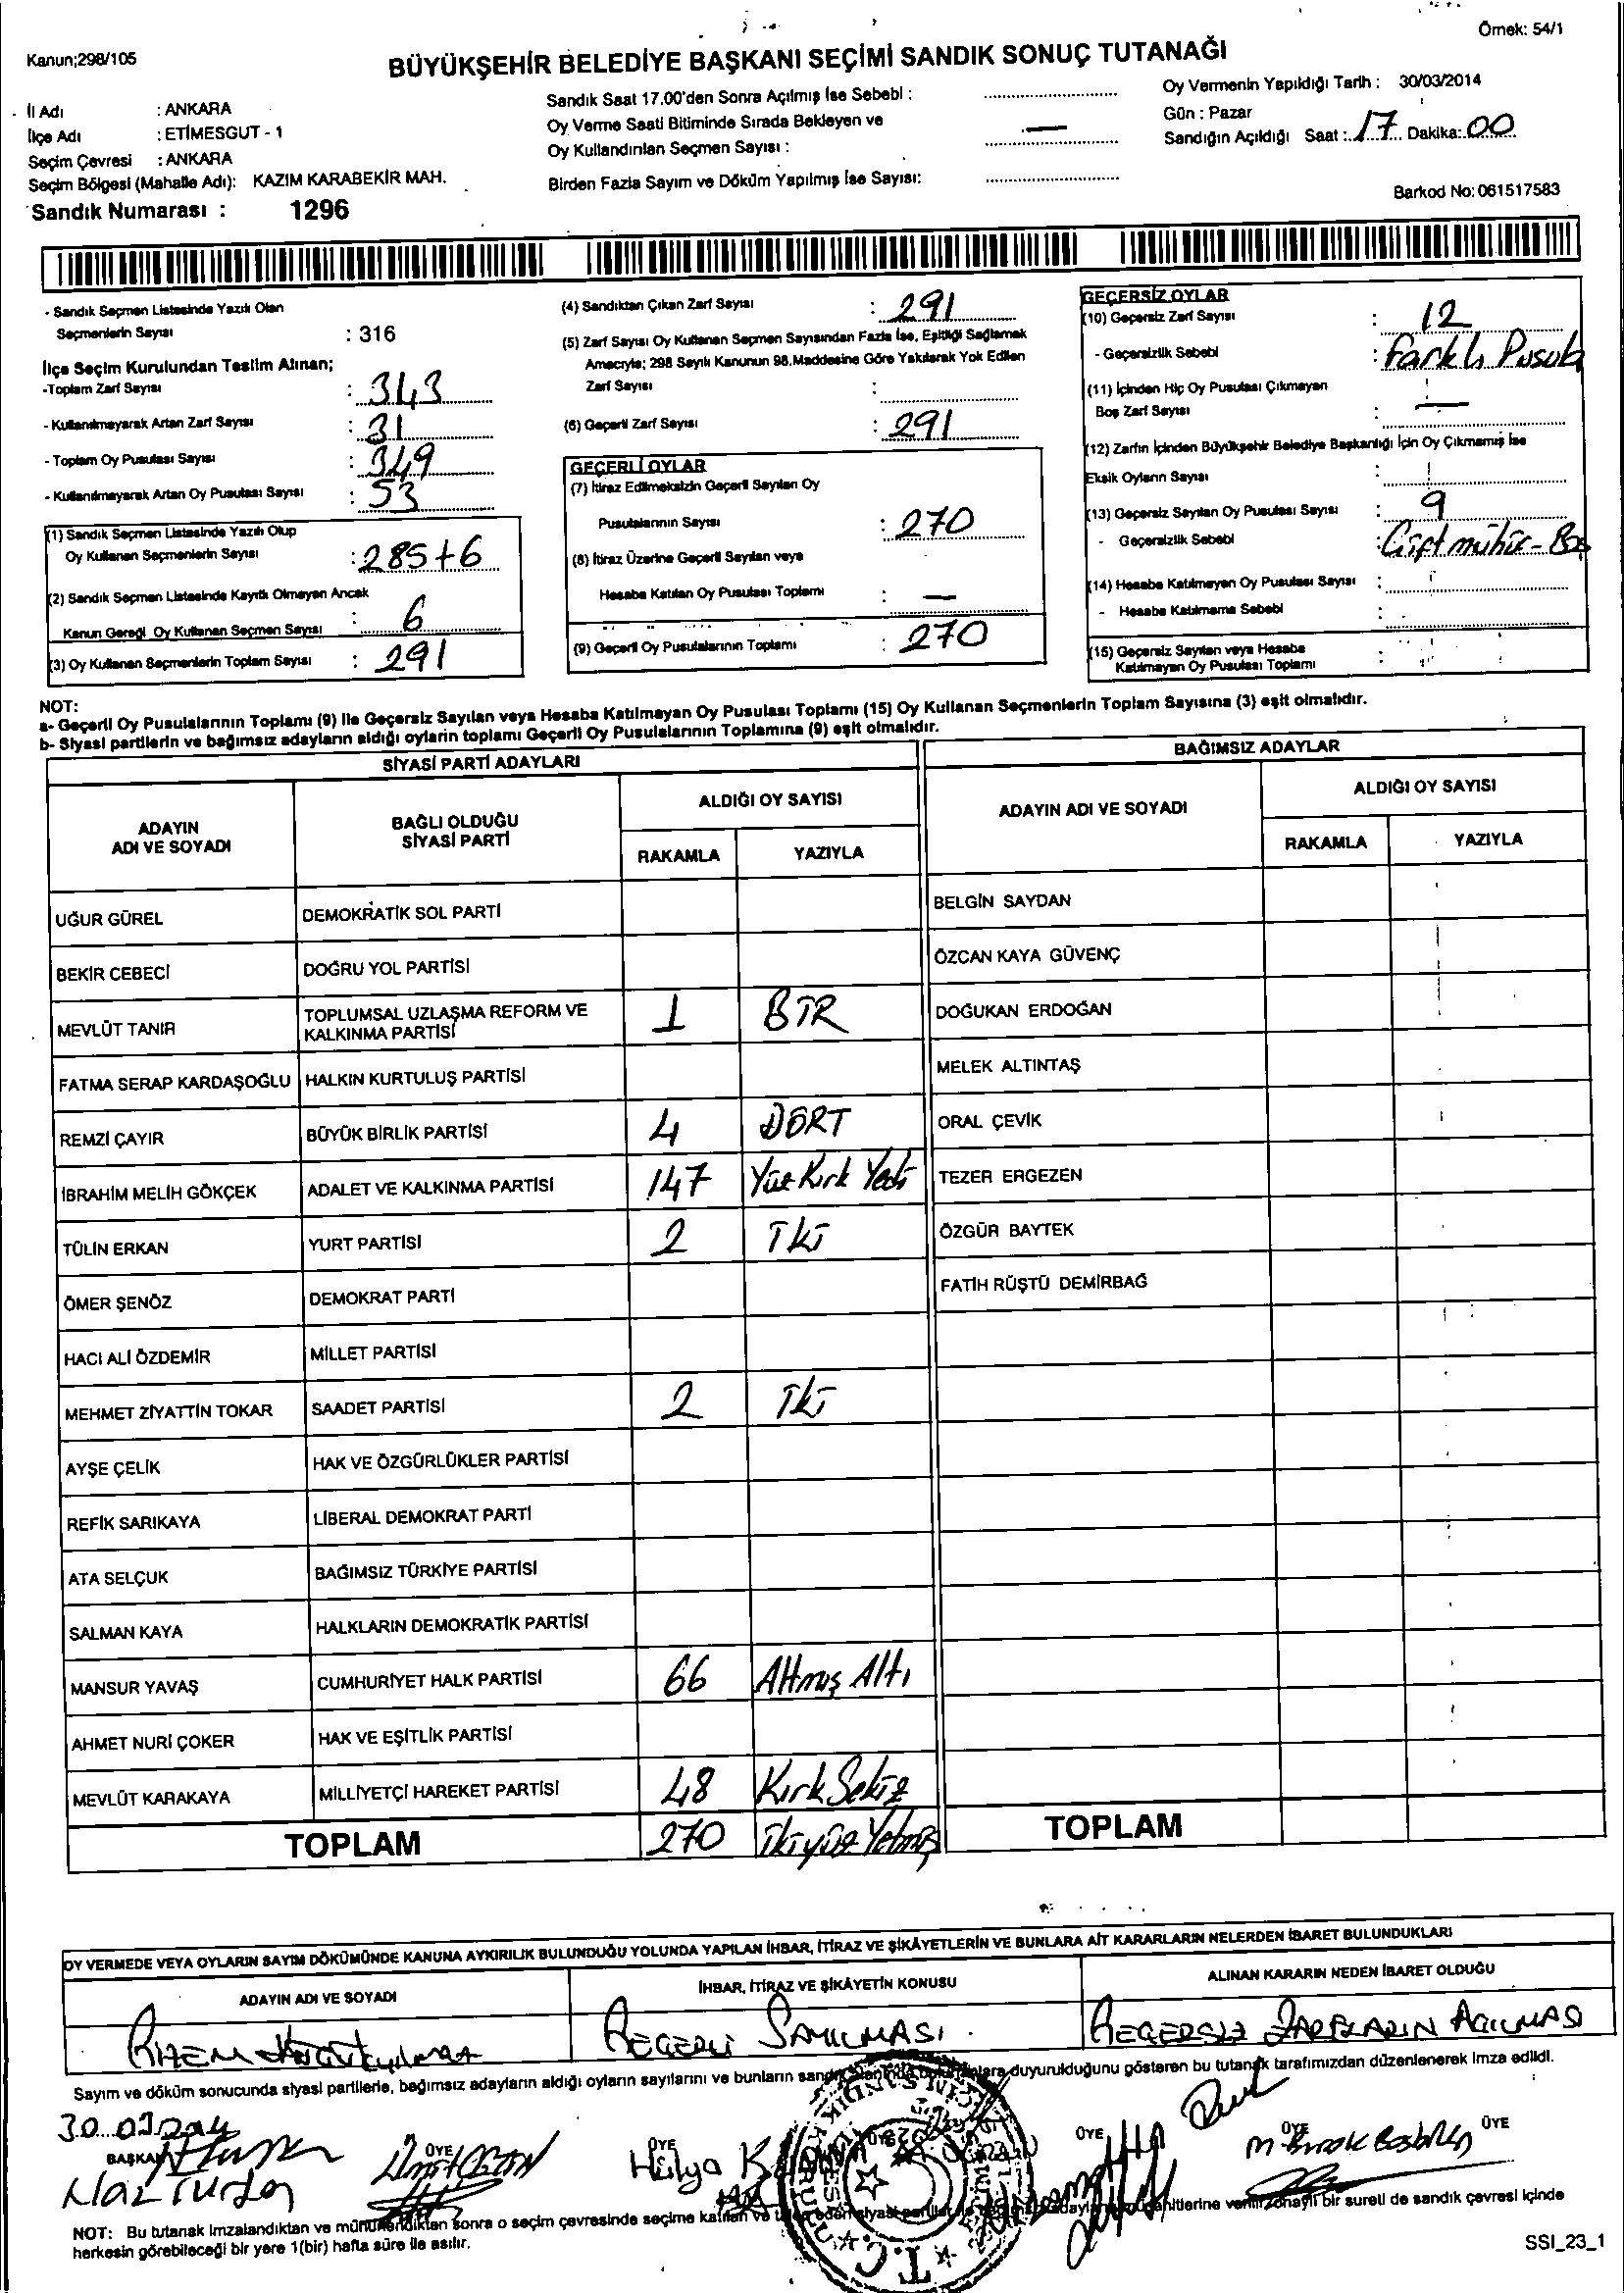 Örnek: 54/1
Kanun;298/105
BÜYÜKŞEHİR BELEDİYE BAŞKANI SEÇİMİ SANDIK SONUÇ TUTANAĞI
İl Adı : ANKARA
İlçe Adı : ETİMESGUT - 1
Seçim Çevresi : ANKARA
Seçim Bölgesi (Mahalle Adı): KAZIM KARABEKİR MAH.
Sandık Numarası : 1296
Sandık Saat 17.00'den Sonra Açılmış İse Sebebi :
Oy Verme Saati Bitiminde Sırada Bekleyen ve
Oy Kullandırılan Seçmen Sayısı : —
Birden Fazla Sayım ve Döküm Yapılmış İse Sayısı:
Oy Vermenin Yapıldığı Tarih : 30/03/2014
Gün : Pazar
Sandığın Açıldığı Saat : 17 Dakika: 00
Barkod No: 061517583
- Sandık Seçmen Listesinde Yazılı Olan
Seçmenlerin Sayısı : 316
İlçe Seçim Kurulundan Teslim Alınan;
-Toplam Zarf Sayısı : 343
- Kullanılmayarak Artan Zarf Sayısı : 31
- Toplam Oy Pusulası Sayısı : 349
- Kullanılmayarak Artan Oy Pusulası Sayısı : 53
(1) Sandık Seçmen Listesinde Yazılı Olup
Oy Kullanan Seçmenlerin Sayısı : 285+6
(2) Sandık Seçmen Listesinde Kayıtlı Olmayan Ancak
Kanun Gereği Oy Kullanan Seçmen Sayısı : 6
(3) Oy Kullanan Seçmenlerin Toplam Sayısı : 291
(4) Sandıktan Çıkan Zarf Sayısı : 291
(5) Zarf Sayısı Oy Kullanan Seçmen Sayısından Fazla İse, Eşitliği Sağlamak
Amacıyla; 298 Sayılı Kanunun 98.Maddesine Göre Yakılarak Yok Edilen
Zarf Sayısı :
(6) Geçerli Zarf Sayısı : 291
GEÇERLİ OYLAR
(7) İtiraz Edilmeksizin Geçerli Sayılan Oy
Pusulalarının Sayısı : 270
(8) İtiraz Üzerine Geçerli Sayılan veya
Hesaba Katılan Oy Pusulası Toplamı : —
(9) Geçerli Oy Pusulalarının Toplamı : 270
GEÇERSİZ OYLAR
(10) Geçersiz Zarf Sayısı : 12
- Geçersizlik Sebebi : Farklı Pusula
(11) İçinden Hiç Oy Pusulası Çıkmayan
Boş Zarf Sayısı : —
(12) Zarfın İçinden Büyükşehir Belediye Başkanlığı İçin Oy Çıkmamış İse
Eksik Oyların Sayısı :
(13) Geçersiz Sayılan Oy Pusulası Sayısı : 9
- Geçersizlik Sebebi : Çift mühür - Boş
(14) Hesaba Katılmayan Oy Pusulası Sayısı :
- Hesaba Katılmama Sebebi :
(15) Geçersiz Sayılan veya Hesaba
Katılmayan Oy Pusulası Toplamı :
NOT:
a- Geçerli Oy Pusulalarının Toplamı (9) ile Geçersiz Sayılan veya Hesaba Katılmayan Oy Pusulası Toplamı (15) Oy Kullanan Seçmenlerin Toplam Sayısına (3) eşit olmalıdır.
b- Siyasi partilerin ve bağımsız adayların aldığı oyların toplamı Geçerli Oy Pusulalarının Toplamına (9) eşit olmalıdır.
SİYASİ PARTİ ADAYLARI
ADAYIN ADI VE SOYADI
BAĞLI OLDUĞU SİYASİ PARTİ
ALDIĞI OY SAYISI
RAKAMLA YAZIYLA
UĞUR GÜREL DEMOKRATİK SOL PARTİ
BEKİR CEBECİ DOĞRU YOL PARTİSİ
MEVLÜT TANIR TOPLUMSAL UZLAŞMA REFORM VE KALKINMA PARTİSİ 1 BİR
FATMA SERAP KARDAŞOĞLU HALKIN KURTULUŞ PARTİSİ
REMZİ ÇAYIR BÜYÜK BİRLİK PARTİSİ 4 DÖRT
İBRAHİM MELİH GÖKÇEK ADALET VE KALKINMA PARTİSİ 147 Yüz Kırk Yedi
TÜLİN ERKAN YURT PARTİSİ 2 İki
ÖMER ŞENÖZ DEMOKRAT PARTİ
HACI ALİ ÖZDEMİR MİLLET PARTİSİ
MEHMET ZİYATTİN TOKAR SAADET PARTİSİ 2 İki
AYŞE ÇELİK HAK VE ÖZGÜRLÜKLER PARTİSİ
REFİK SARIKAYA LİBERAL DEMOKRAT PARTİ
ATA SELÇUK BAĞIMSIZ TÜRKİYE PARTİSİ
SALMAN KAYA HALKLARIN DEMOKRATİK PARTİSİ
MANSUR YAVAŞ CUMHURİYET HALK PARTİSİ 66 Altmış Altı
AHMET NURİ ÇOKER HAK VE EŞİTLİK PARTİSİ
MEVLÜT KARAKAYA MİLLİYETÇİ HAREKET PARTİSİ 48 Kırk Sekiz
TOPLAM 270 İkiyüz Yetmiş
BAĞIMSIZ ADAYLAR
ADAYIN ADI VE SOYADI
ALDIĞI OY SAYISI
RAKAMLA YAZIYLA
BELGİN SAYDAN
ÖZCAN KAYA GÜVENÇ
DOĞUKAN ERDOĞAN
MELEK ALTINTAŞ
ORAL ÇEVİK
TEZER ERGEZEN
ÖZGÜR BAYTEK
FATİH RÜŞTÜ DEMİRBAĞ
TOPLAM
OY VERMEDE VEYA OYLARIN SAYIM DÖKÜMÜNDE KANUNA AYKIRILIK BULUNDUĞU YOLUNDA YAPILAN İHBAR, İTİRAZ VE ŞİKÂYETLERİN VE BUNLARA AİT KARARLARIN NELERDEN İBARET BULUNDUKLARI
ADAYIN ADI VE SOYADI
İHBAR, İTİRAZ VE ŞİKÂYETİN KONUSU
ALINAN KARARIN NEDEN İBARET OLDUĞU
GEÇERLİ SAYILMASI
GEÇERSİZ ZARFLARIN AÇILMASI
Sayım ve döküm sonucunda siyasi partilerle, bağımsız adayların aldığı oyların sayılarını ve bunların duyurulduğunu gösteren bu tutanak tarafımızdan düzenlenerek imza edildi.
30.03.2014
BAŞKAN ÜYE ÜYE ÜYE ÜYE ÜYE
Naz Turan
Hülya
T.C.
NOT: Bu tutanak imzalandıktan ve mühürlendikten sonra o seçim çevresinde seçime katılan ve bir sureti de sandık çevresi içinde
herkesin görebileceği bir yere 1(bir) hafta süre ile asılır.
SSI_23_1